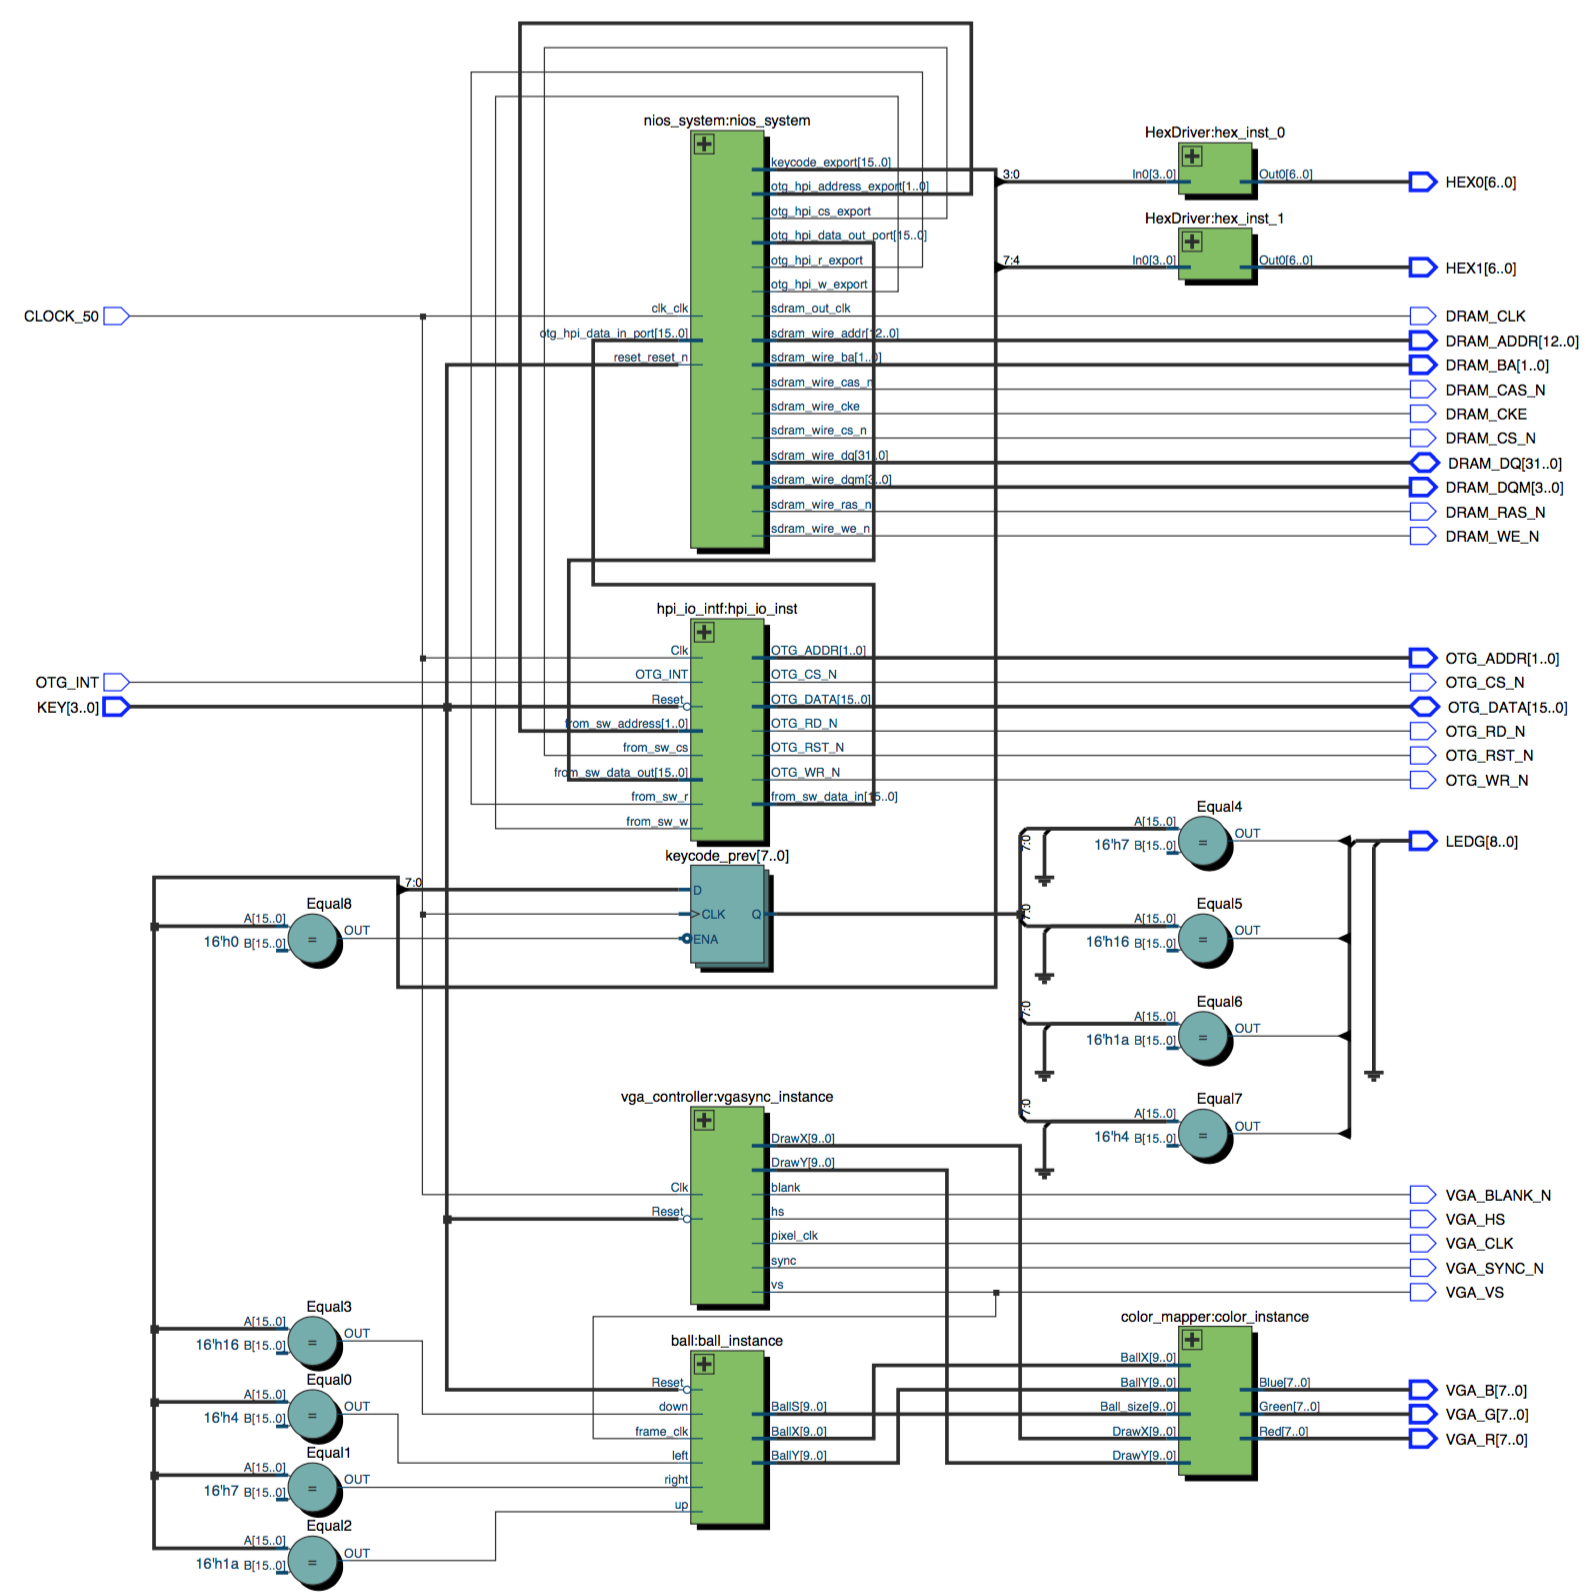 nios_system:nios_system
keycode_export[15..0]
otg_hpi_address_export[1..0]
otg_hpi_cs_export
otg_hpi_data_out_port[15..0]
otg_hpi_r_export
otg_hpi_w_export
clk_clk
sdram_out_clk
otg_hpi_data_in_port[15..0]
sdram_wire_addr[12..0]
reset_reset_n
sdram_wire_ba[1..0]
sdram_wire_cas_n
sdram_wire_cke
sdram_wire_cs_n
sdram_wire_dq[31..0]
sdram_wire_dqm[3..0]
sdram_wire_ras_n
sdram_wire_we_n
HexDriver:hex_inst_0
3:0
In0[3..0]
Out0[6..0]
HEX0[6..0]
HexDriver:hex_inst_1
7:4
In0[3..0]
Out0[6..0]
HEX1[6..0]
CLOCK_50
DRAM_CLK
DRAM_ADDR[12..0]
DRAM_BA[1..0]
DRAM_CAS_N
DRAM_CKE
DRAM_CS_N
DRAM_DQ[31..0]
DRAM_DQM[3..0]
DRAM_RAS_N
DRAM_WE_N
hpi_io_intf:hpi_io_inst
Clk
OTG_INT
Reset
from_sw_address[1..0]
from_sw_cs
from_sw_data_out[15..0]
from_sw_r
from_sw_w
OTG_ADDR[1..0]
OTG_CS_N
OTG_DATA[15..0]
OTG_RD_N
OTG_RST_N
OTG_WR_N
from_sw_data_in[15..0]
OTG_INT
KEY[3..0]
OTG_ADDR[1..0]
OTG_CS_N
OTG_DATA[15..0]
OTG_RD_N
OTG_RST_N
OTG_WR_N
keycode_prev[7..0]
7:0
D
CLK
ENA
Q
Equal8
A[15..0]
16'h0 B[15..0]
=
OUT
Equal4
7:0
A[15..0]
16'h7 B[15..0]
=
OUT
LEDG[8..0]
Equal5
7:0
A[15..0]
16'h16 B[15..0]
=
OUT
Equal6
7:0
A[15..0]
16'h1a B[15..0]
=
OUT
Equal7
7:0
A[15..0]
16'h4 B[15..0]
=
OUT
vga_controller:vgasync_instance
Clk
Reset
DrawX[9..0]
DrawY[9..0]
blank
hs
pixel_clk
sync
vs
VGA_BLANK_N
VGA_HS
VGA_CLK
VGA_SYNC_N
VGA_VS
Equal3
A[15..0]
16'h16 B[15..0]
=
OUT
Equal0
A[15..0]
16'h4 B[15..0]
=
OUT
Equal1
A[15..0]
16'h7 B[15..0]
=
OUT
Equal2
A[15..0]
16'h1a B[15..0]
=
OUT
ball:ball_instance
Reset
down
frame_clk
left
right
up
BallS[9..0]
BallX[9..0]
BallY[9..0]
color_mapper:color_instance
BallX[9..0]
BallY[9..0]
Ball_size[9..0]
DrawX[9..0]
DrawY[9..0]
Blue[7..0]
Green[7..0]
Red[7..0]
VGA_B[7..0]
VGA_G[7..0]
VGA_R[7..0]